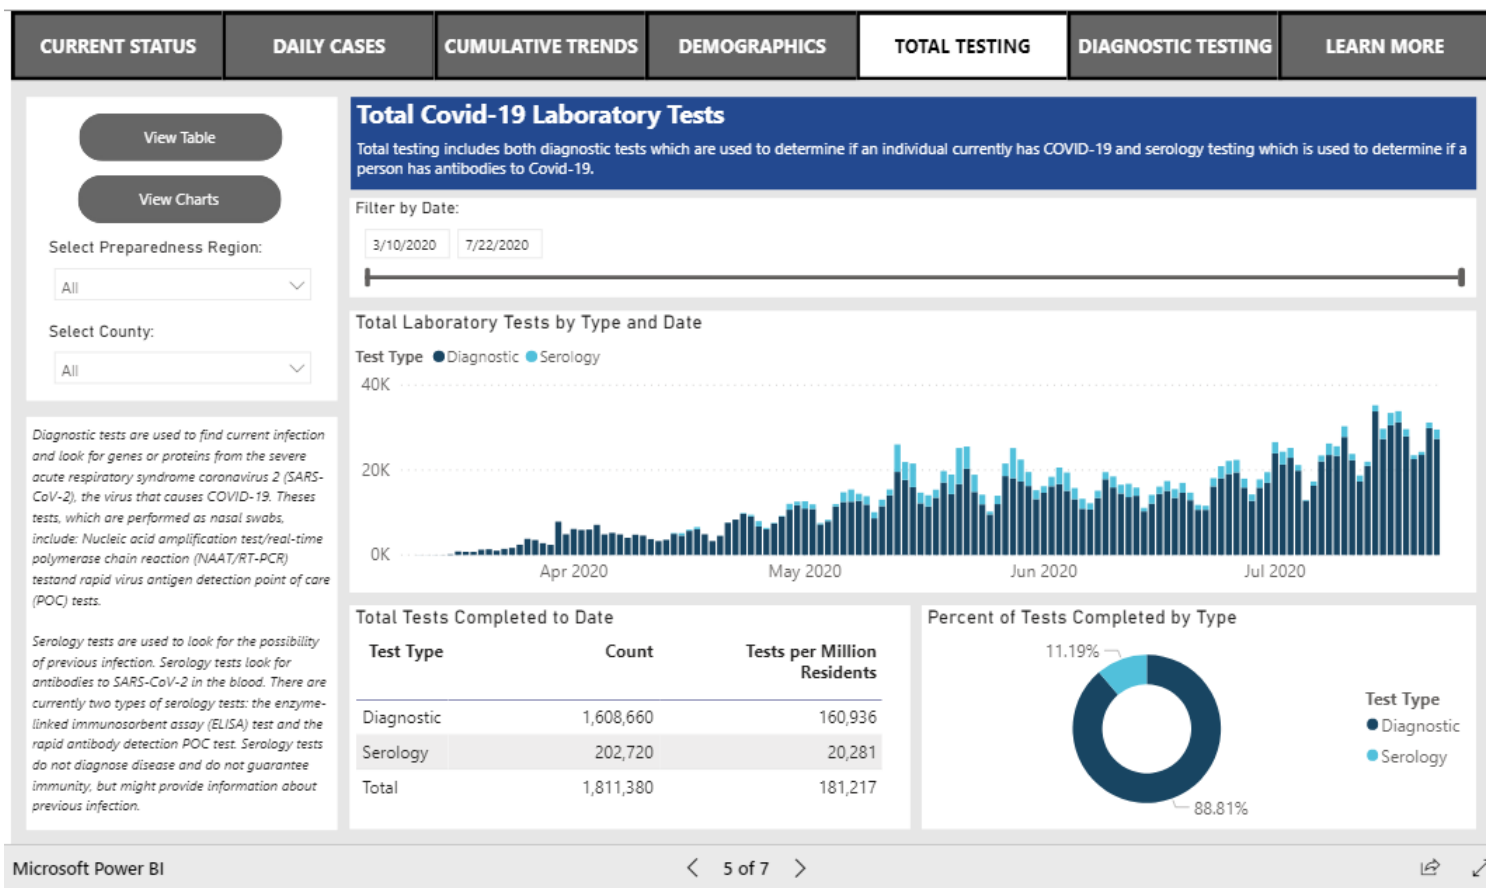 CURRENT STATUS
DAILY CASES
CUMULATIVE TRENDS
DEMOGRAPHICS
TOTAL TESTING
DIAGNOSTIC TESTING
LEARN MORE
View Table
View Charts
Select Preparedness Region:
All
Select County:
All
Diagnostic tests are used to find current infection
and look for genes or proteins from the severe
acute respiratory syndrome coronavirus 2 (SARS-
CoV-2), the virus that causes COVID-19. Theses
tests, which are performed as nasal swabs,
include: Nucleic acid amplification test/real-time
polymerase chain reaction (NAAT/RT-PCR)
testand rapid virus antigen detection point of care
(POC) tests.
Serology tests are used to look for the possibility
of previous infection. Serology tests look for
antibodies to SARS-CoV-2 in the blood. There are
currently two types of serology tests: the enzyme-
linked immunosorbent assay (ELISA) test and the
rapid antibody detection POC test. Serology tests
do not diagnose disease and do not guarantee
immunity, but might provide information about
previous infection.
Total Covid-19 Laboratory Tests
Total testing includes both diagnostic tests which are used to determine if an individual currently has COVID-19 and serology testing which is used to determine if a
person has antibodies to Covid-19.
Filter by Date:
3/10/2020 7/22/2020
Total Laboratory Tests by Type and Date
Test Type Diagnostic Serology
40K
20K
0K
Apr 2020 May 2020 Jun 2020 Jul 2020
Total Tests Completed to Date
Test Type Count Tests per Million
Residents
Diagnostic 1,608,660 160,936
Serology 202,720 20,281
Total 1,811,380 181,217
Percent of Tests Completed by Type
11.19%
88.81%
Test Type
Diagnostic
Serology
Microsoft Power BI
5 of 7